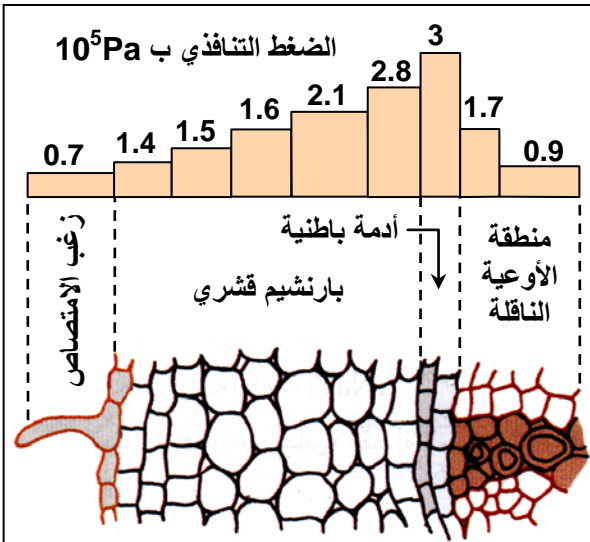 الضغط التنافذي ب 10⁵Pa
0.7
1.4
1.5
1.6
2.1
2.8
3
1.7
0.9
زغب الامتصاص
بارنشيم قشري
أدمة باطنية
منطقة
الأوعية
الناقلة